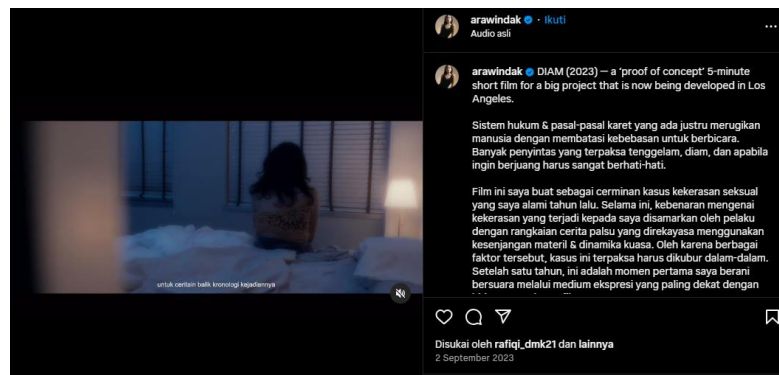 arawindak · Ikuti
Audio asli
arawindak DIAM (2023) — a ‘proof of concept’ 5-minute
short film for a big project that is now being developed in Los
Angeles.
Sistem hukum & pasal-pasal karet yang ada justru merugikan
manusia dengan membatasi kebebasan untuk berbicara.
Banyak penyintas yang terpaksa tenggelam, diam, dan apabila
ingin berjuang harus sangat berhati-hati.
Film ini saya buat sebagai cerminan kasus kekerasan seksual
yang saya alami tahun lalu. Selama ini, kebenaran mengenai
kekerasan yang terjadi kepada saya disamarkan oleh pelaku
dengan rangkaian cerita palsu yang direkayasa menggunakan
kesenjangan materil & dinamika kuasa. Oleh karena berbagai
faktor tersebut, kasus ini terpaksa harus dikubur dalam-dalam.
Setelah satu tahun, ini adalah momen pertama saya berani
bersuara melalui medium ekspresi yang paling dekat dengan
untuk ceritain balik kronologi kejadiannya
Disukai oleh rafiqi_dmk21 dan lainnya
2 September 2023